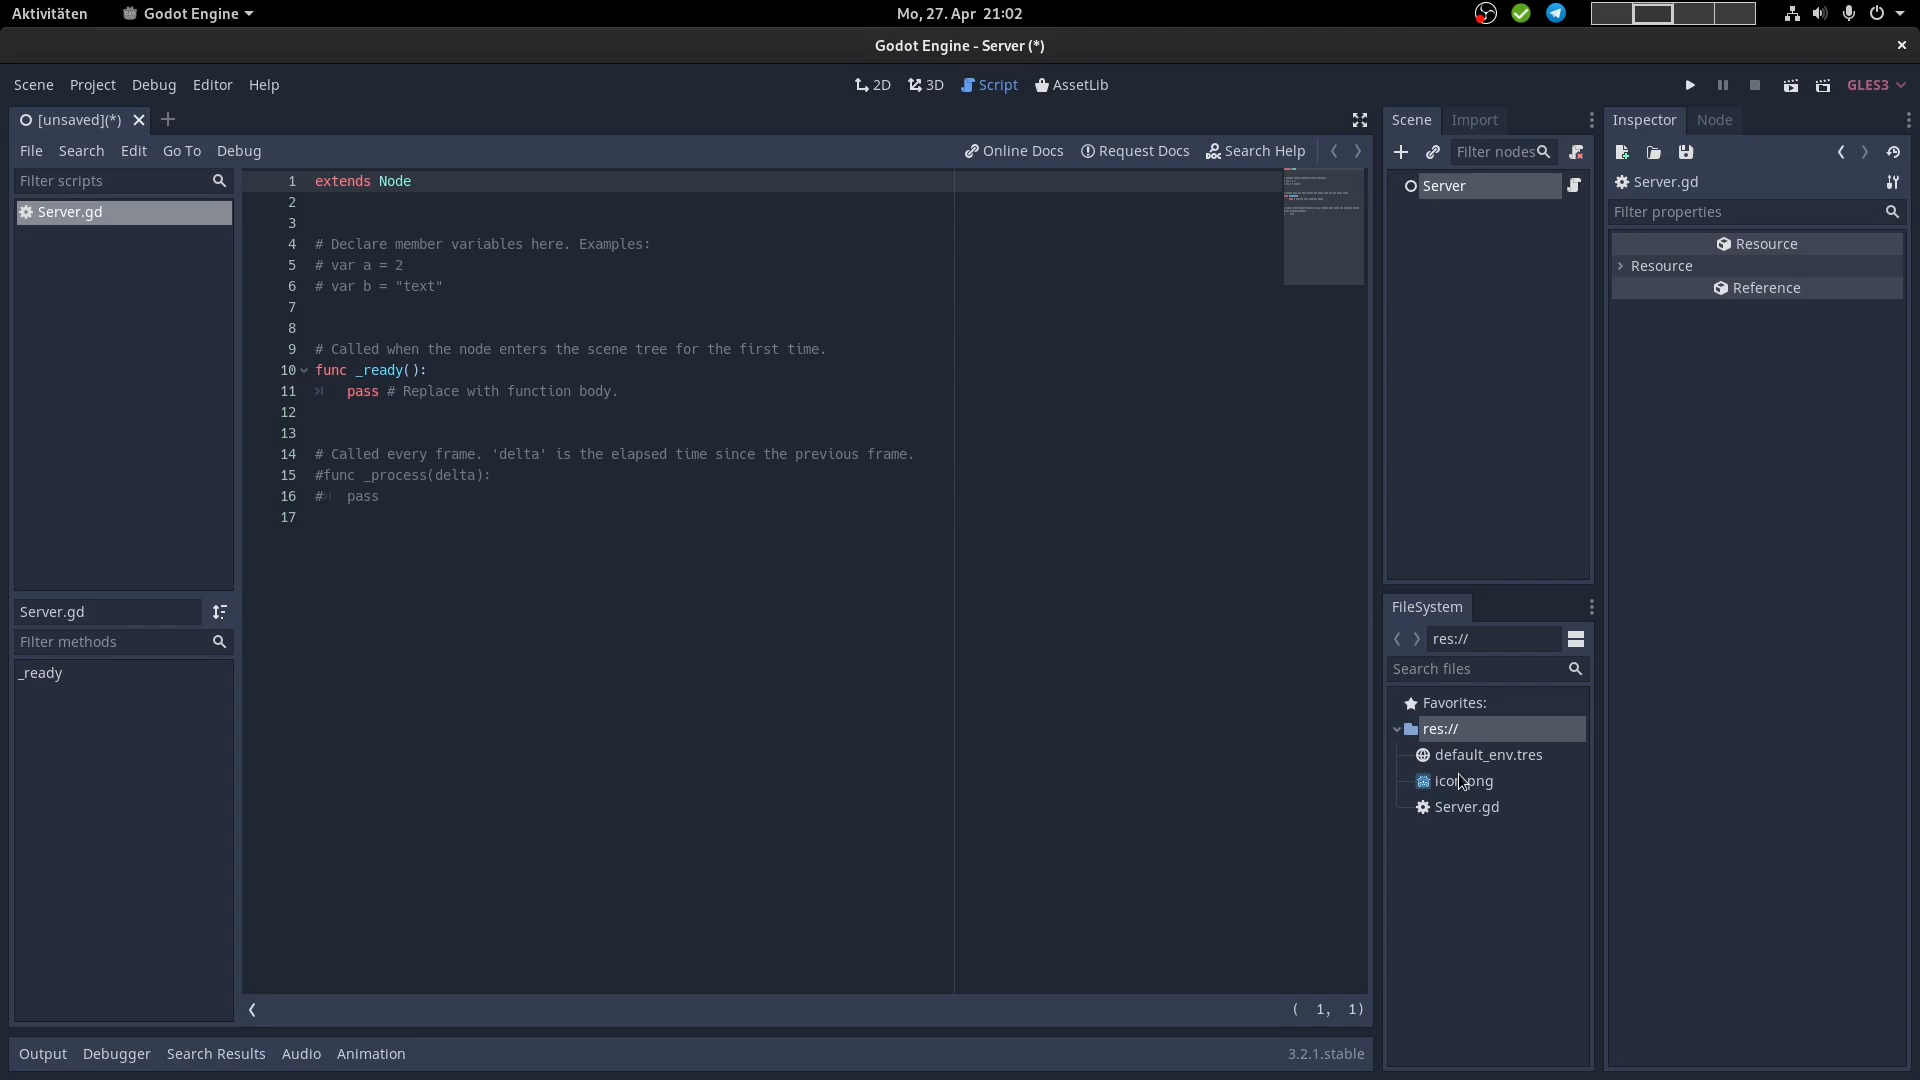 Aktivitäten Godot Engine Mo, 27. Apr 21:02
Godot Engine - Server (*)
Scene Project Debug Editor Help 2D 3D Script AssetLib GLES3
[unsaved](*)
File Search Edit Go To Debug Online Docs Request Docs Search Help
Filter scripts
Server.gd
Server.gd
Filter methods
_ready
1 extends Node
2
3
4 # Declare member variables here. Examples:
5 # var a = 2
6 # var b = "text"
7
8
9 # Called when the node enters the scene tree for the first time.
10 func _ready():
11 pass # Replace with function body.
12
13
14 # Called every frame. 'delta' is the elapsed time since the previous frame.
15 #func _process(delta):
16 # pass
17
( 1, 1)
Output Debugger Search Results Audio Animation 3.2.1.stable
Scene Import
Filter nodes
Server
FileSystem
res://
Search files
Favorites:
res://
default_env.tres
icon.png
Server.gd
Inspector Node
Server.gd
Filter properties
Resource
Resource
Reference